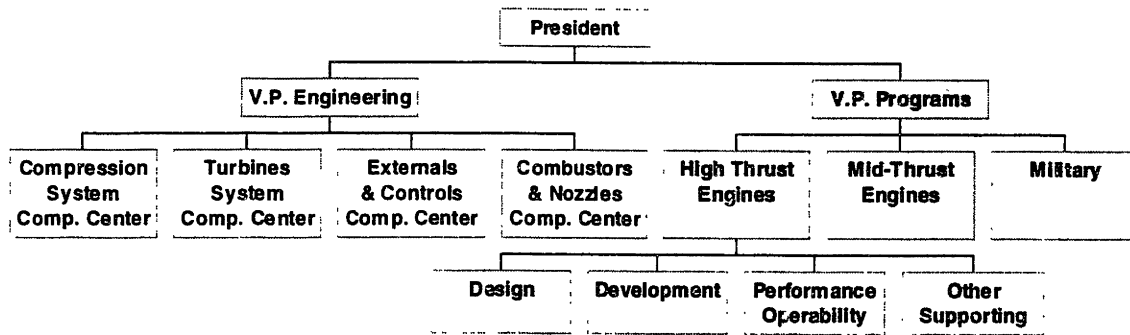 President
V.P. Engineering
V.P. Programs
Compression
System
Comp. Center
Turbines
System
Comp. Center
Externals
& Controls
Comp. Center
Combustors
& Nozzles
Comp. Center
High Thrust
Engines
Mid-Thrust
Engines
Military
Design
Development
Performance
Operability
Other
Supporting